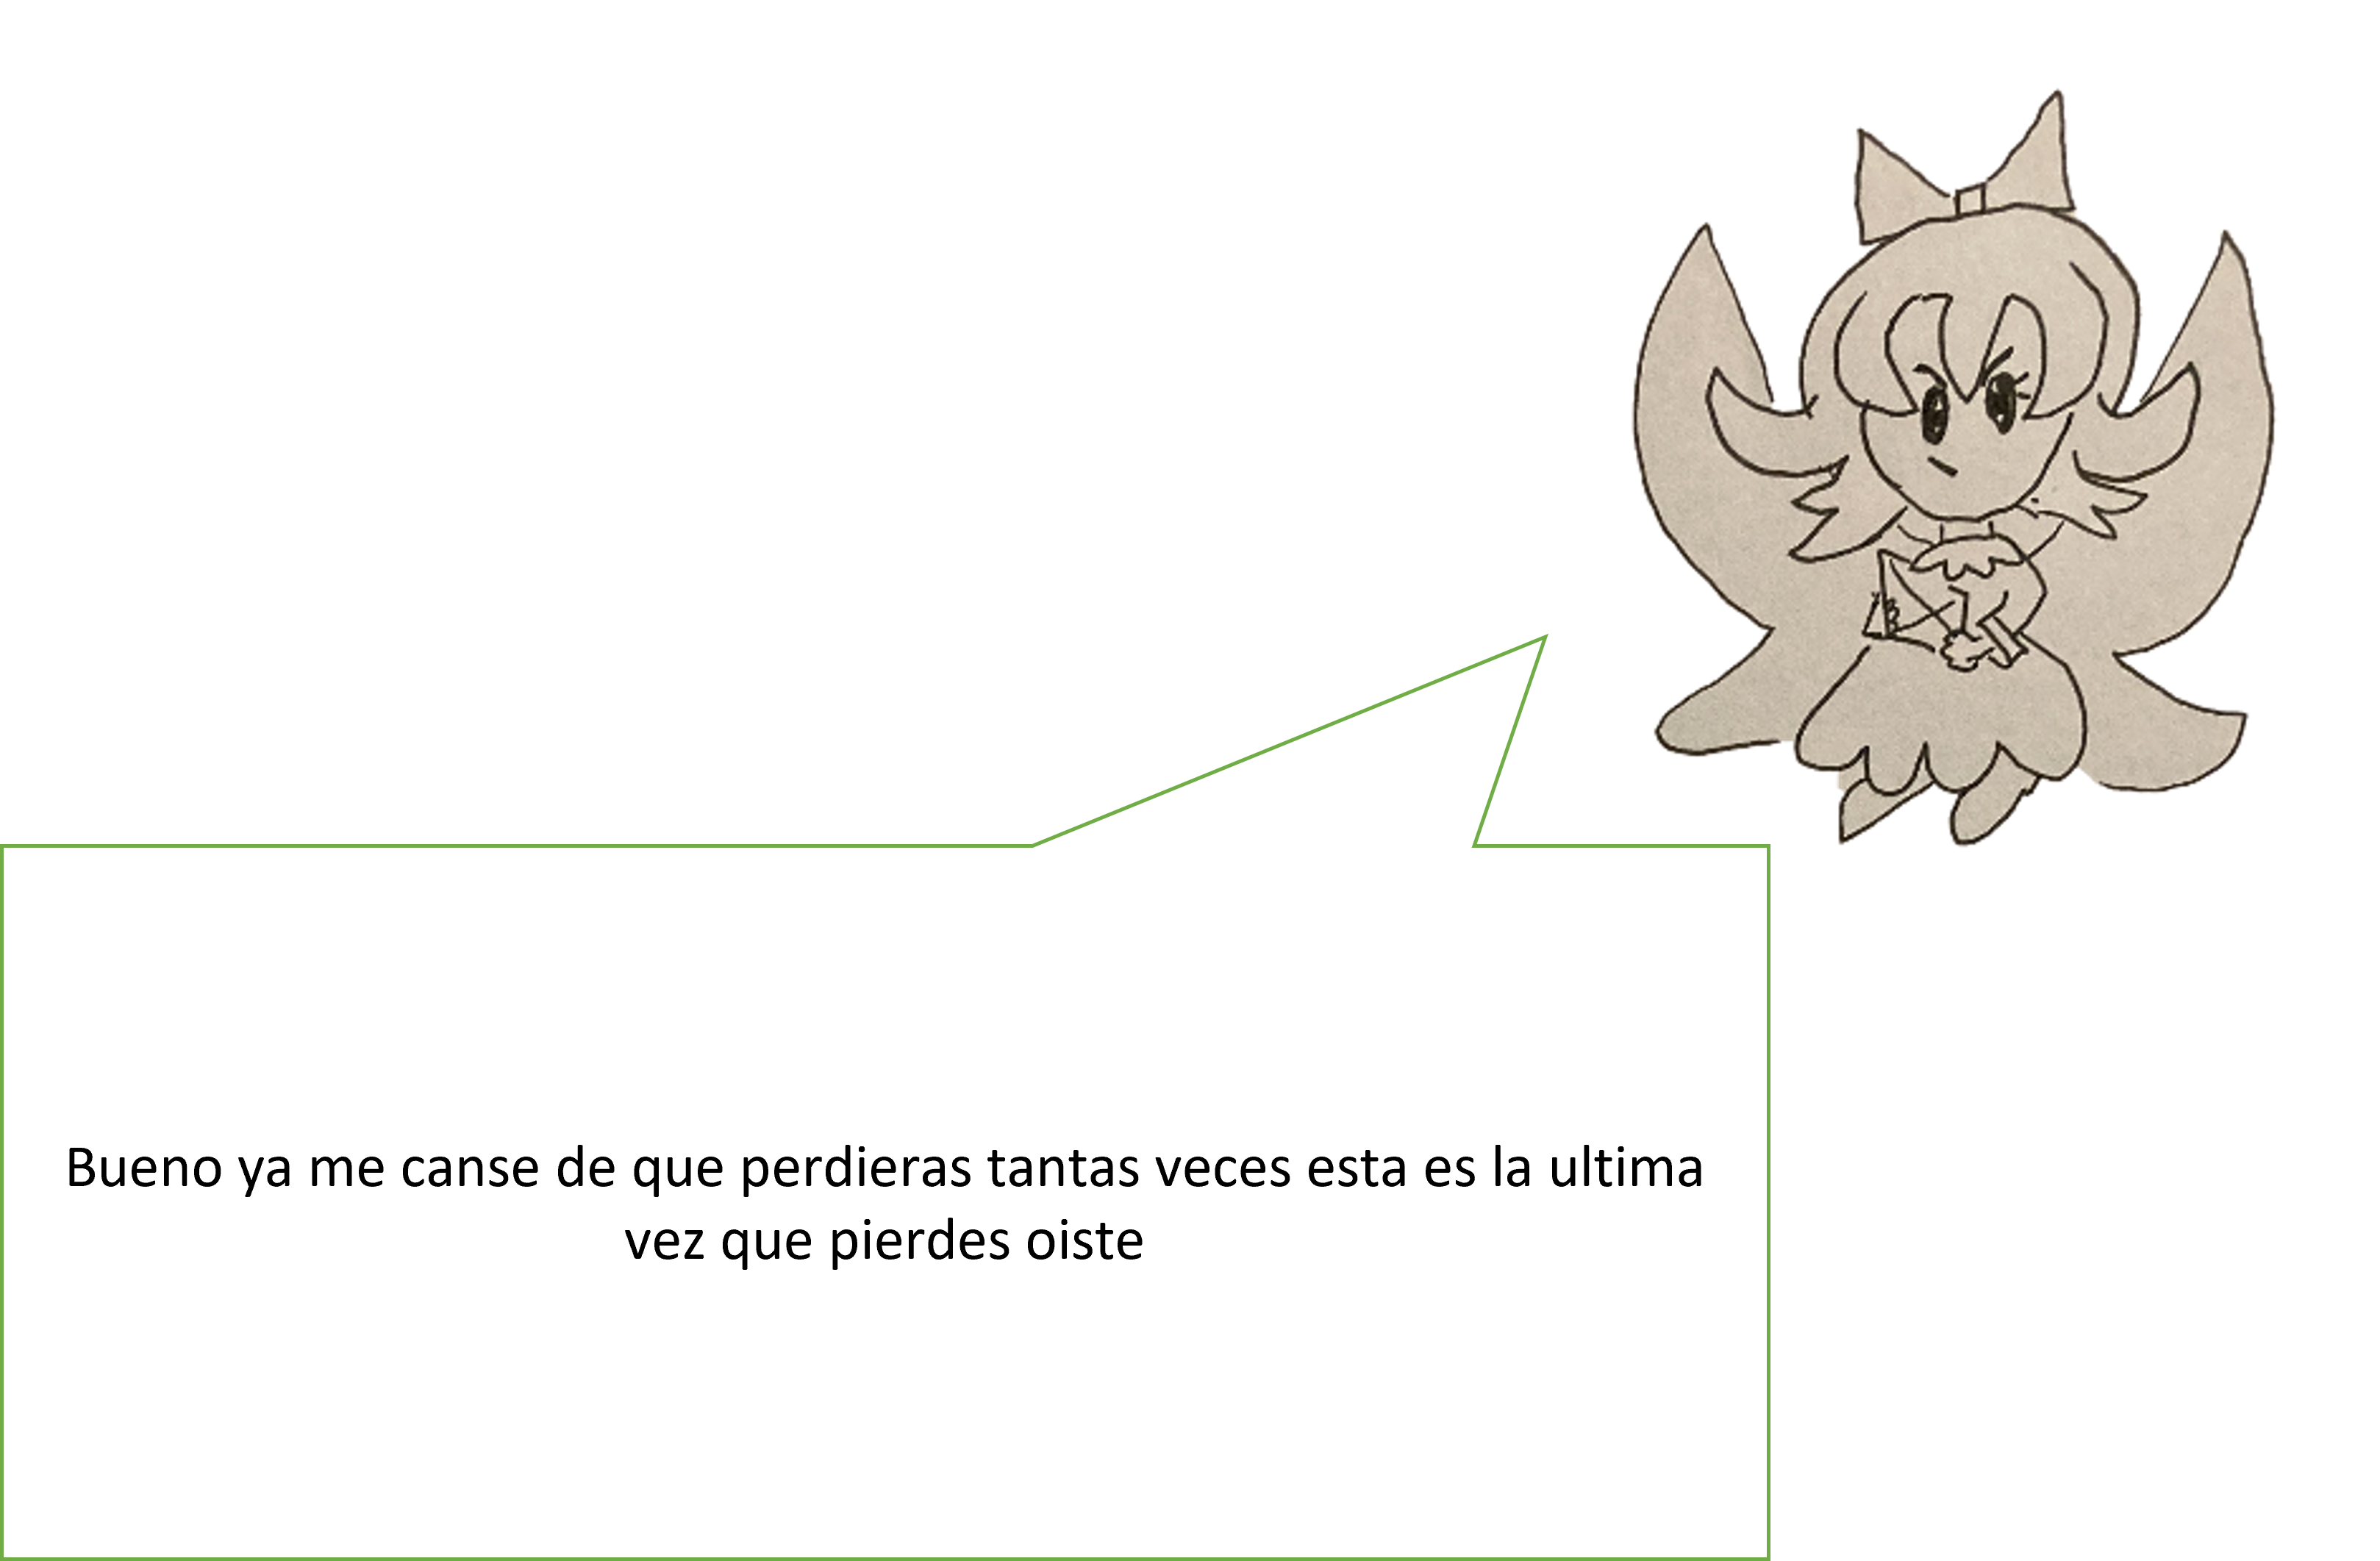 Bueno ya me canse de que perdieras tantas veces esta es la ultima
vez que pierdes oiste